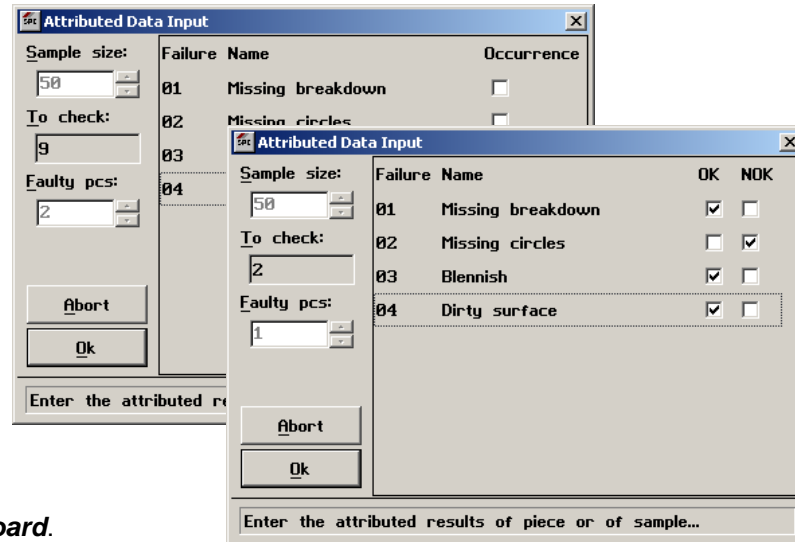 Attributed Data Input
Sample size:
50
To check:
9
Faulty pcs:
2
Abort
Ok
Failure Name Occurrence
01 Missing breakdown
02 Missing circles
03
04
Enter the attributed
Attributed Data Input
Sample size:
50
To check:
2
Faulty pcs:
1
Abort
Ok
Failure Name OK NOK
01 Missing breakdown
02 Missing circles
03 Blennish
04 Dirty surface
Enter the attributed results of piece or of sample...
oard.